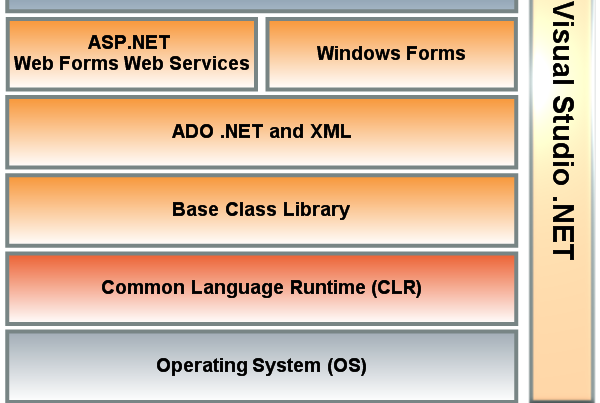 ASP.NET
Web Forms Web Services
Windows Forms
ADO .NET and XML
Base Class Library
Common Language Runtime (CLR)
Operating System (OS)
Visual Studio .NET